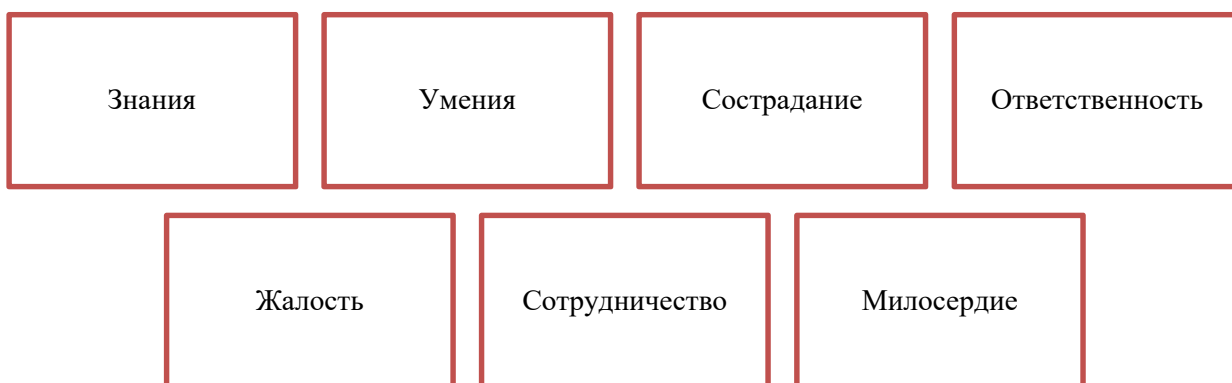 Знания
Умения
Сострадание
Ответственность
Жалость
Сотрудничество
Милосердие